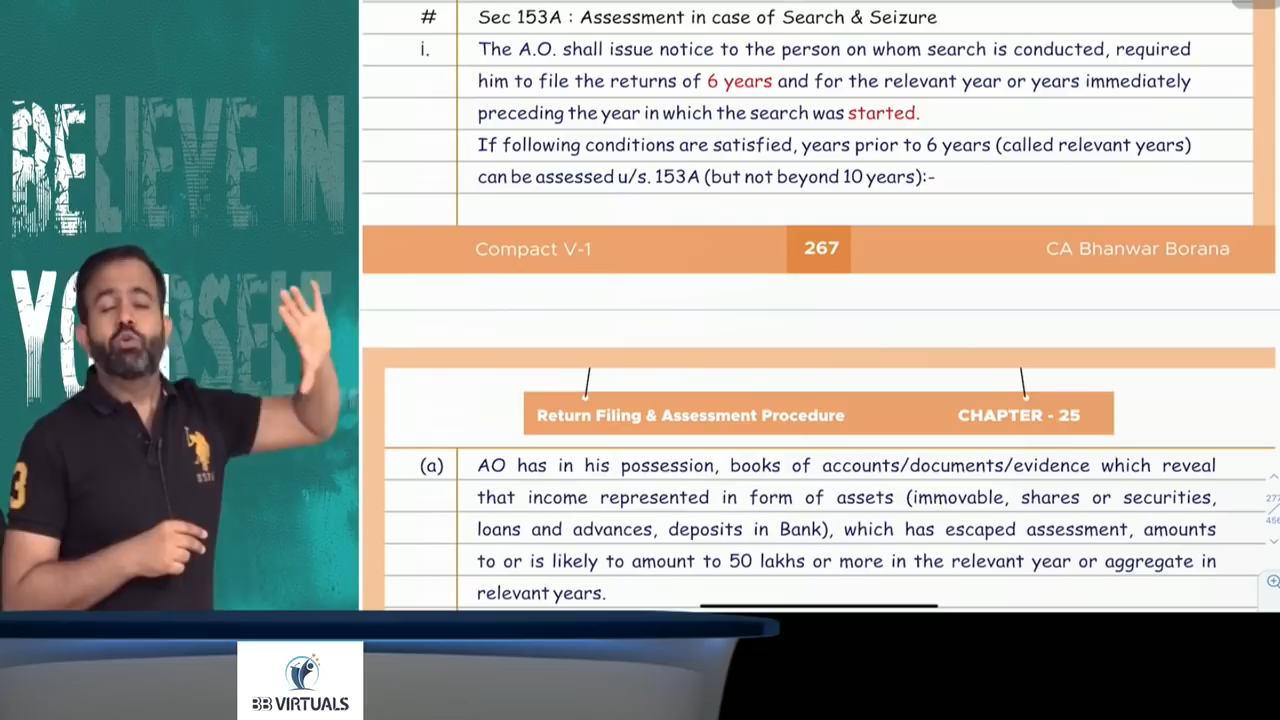 BELIEVE IN
YOURSELF
3
# Sec 153A : Assessment in case of Search & Seizure
i. The A.O. shall issue notice to the person on whom search is conducted, required
him to file the returns of 6 years and for the relevant year or years immediately
preceding the year in which the search was started.
If following conditions are satisfied, years prior to 6 years (called relevant years)
can be assessed u/s. 153A (but not beyond 10 years):-
Compact V-1 267 CA Bhanwar Borana
Return Filing & Assessment Procedure CHAPTER - 25
(a) AO has in his possession, books of accounts/documents/evidence which reveal
that income represented in form of assets (immovable, shares or securities,
loans and advances, deposits in Bank), which has escaped assessment, amounts
to or is likely to amount to 50 lakhs or more in the relevant year or aggregate in
relevant years.
277
456
BB VIRTUALS